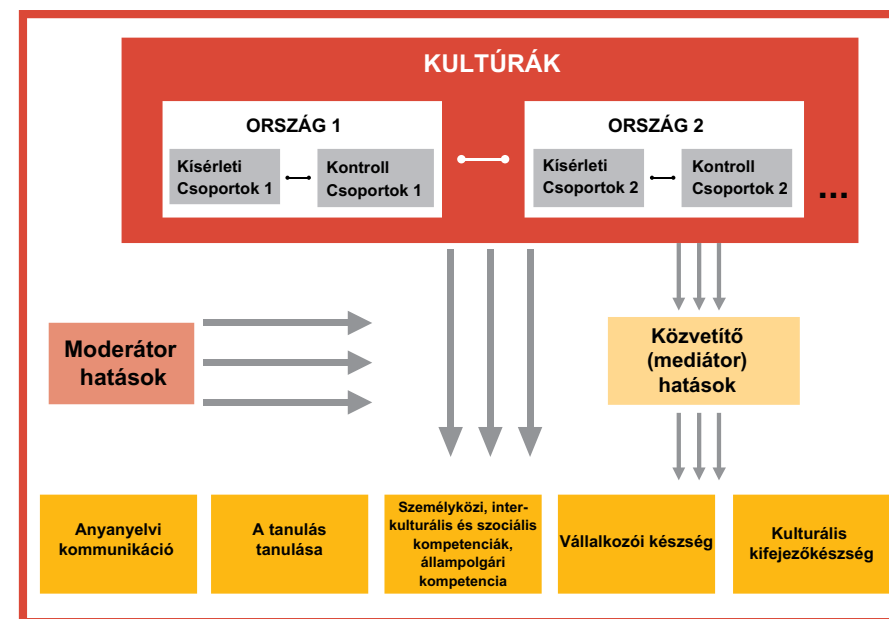 KULTÚRÁK
ORSZÁG 1
Kísérleti
Csoportok 1
Kontroll
Csoportok 1
ORSZÁG 2
Kísérleti
Csoportok 2
Kontroll
Csoportok 2
...
Moderátor
hatások
Közvetítő
(mediátor)
hatások
Anyanyelvi
kommunikáció
A tanulás
tanulása
Személyközi, inter-
kulturális és szociális
kompetenciák,
állampolgári
kompetencia
Vállalkozói készség
Kulturális
kifejezőkészség